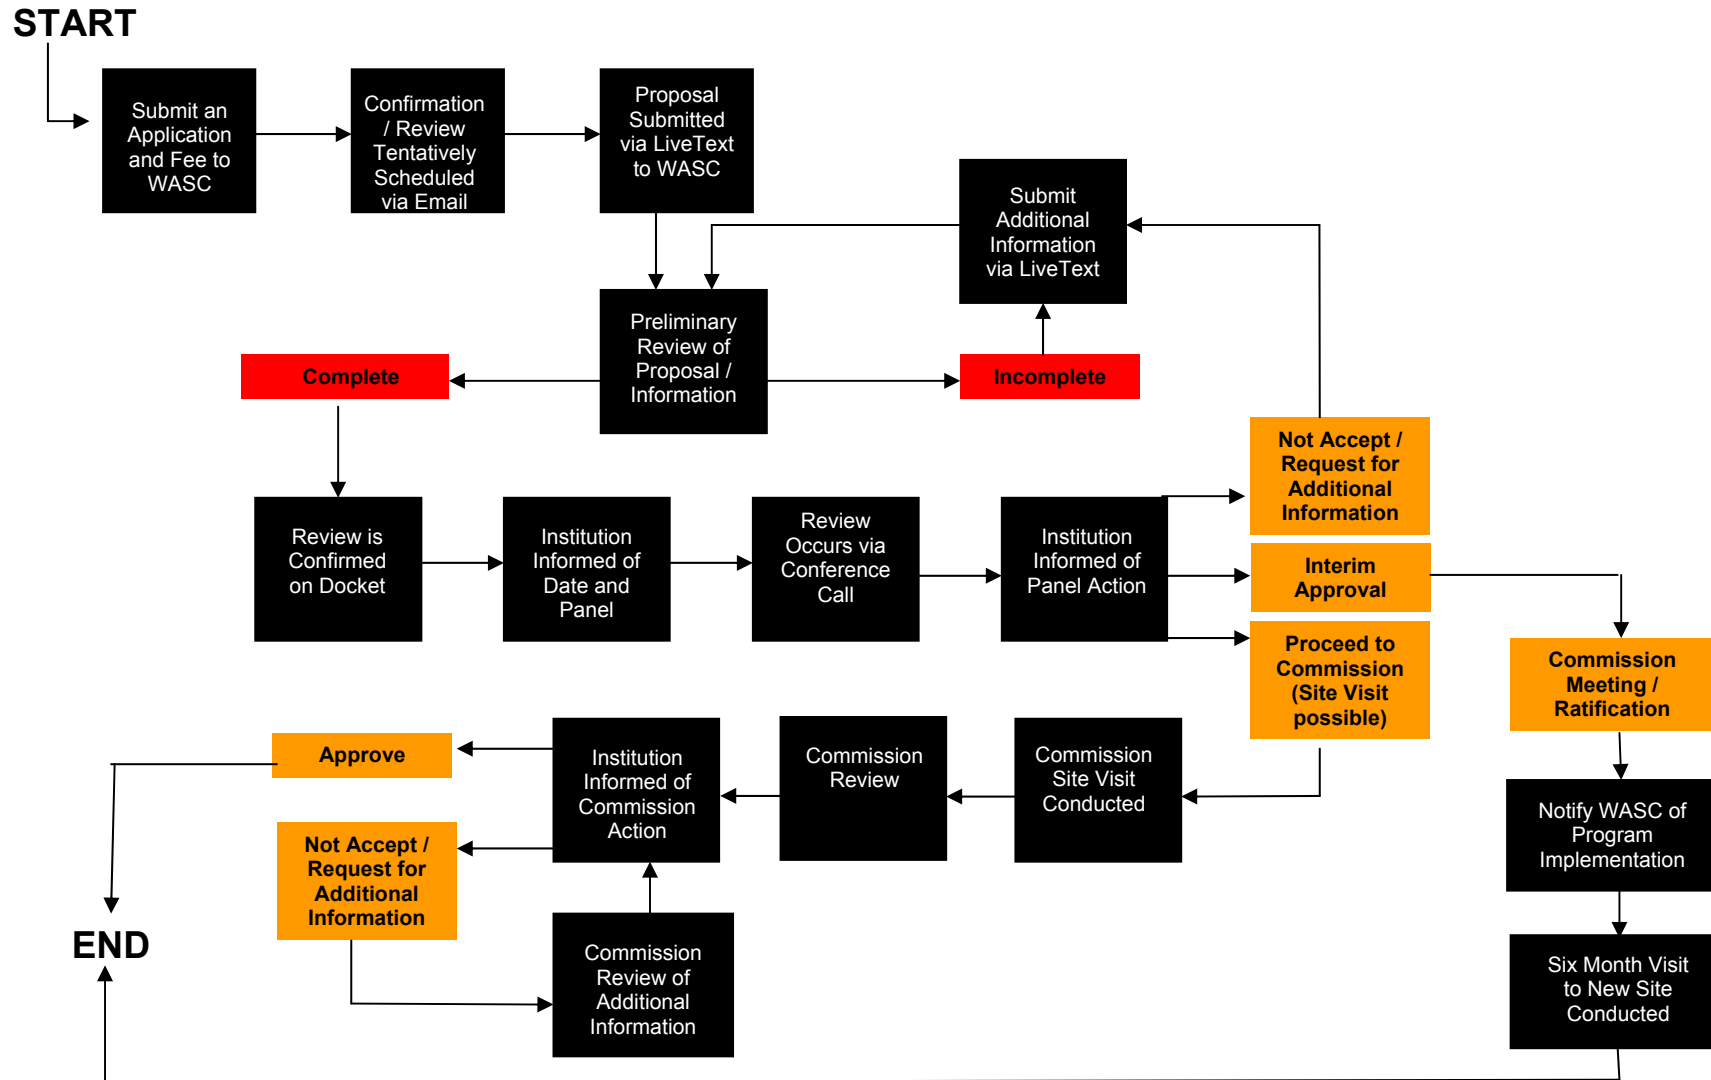 START
Submit an
Application
and Fee to
WASC
Confirmation
/ Review
Tentatively
Scheduled
via Email
Proposal
Submitted
via LiveText
to WASC
Submit
Additional
Information
via LiveText
Preliminary
Review of
Proposal /
Information
Complete
Incomplete
Review is
Confirmed
on Docket
Institution
Informed of
Date and
Panel
Review
Occurs via
Conference
Call
Institution
Informed of
Panel Action
Not Accept /
Request for
Additional
Information
Interim
Approval
Proceed to
Commission
(Site Visit
possible)
Commission
Meeting /
Ratification
Approve
Institution
Informed of
Commission
Action
Commission
Review
Commission
Site Visit
Conducted
Notify WASC of
Program
Implementation
Not Accept /
Request for
Additional
Information
END
Commission
Review of
Additional
Information
Six Month Visit
to New Site
Conducted